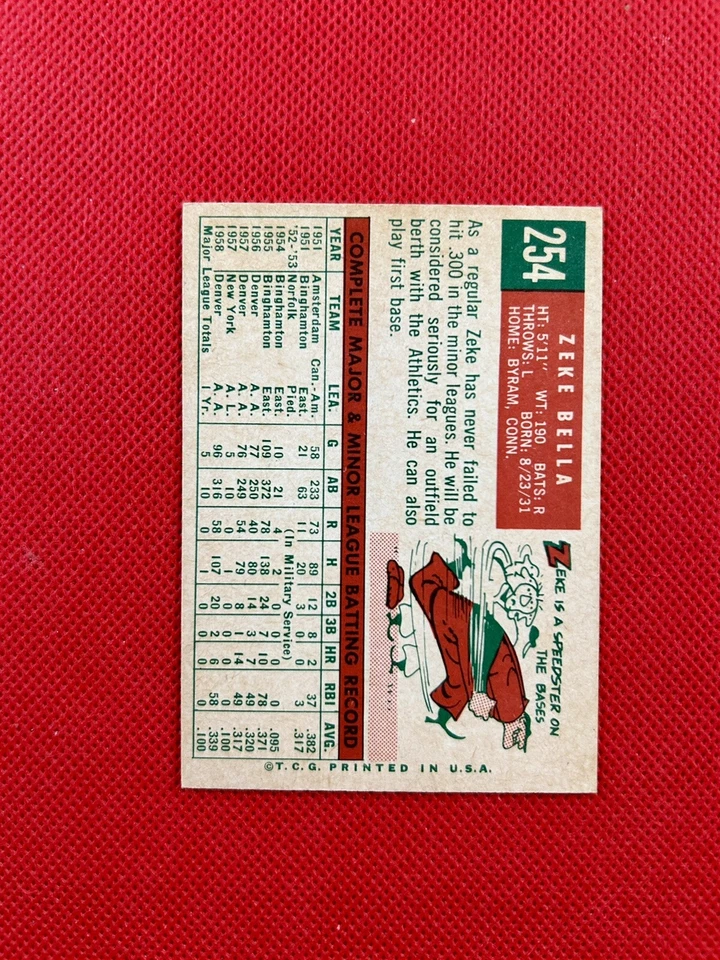 254
ZEKE BELLA
HT: 5'11" WT: 190 BATS: R
THROWS: L BORN: 8/23/31
HOME: BYRAM, CONN.
As a regular Zeke has never failed to
hit .300 in the minor leagues. He will be
considered seriously for an outfield
berth with the Athletics. He can also
play first base.
ZEKE IS A SPEEDSTER ON
THE BASES
COMPLETE MAJOR & MINOR LEAGUE BATTING RECORD
YEAR TEAM LEA. G AB R H 2B 3B HR RBI AVG.
1951 Amsterdam Can.-Am. 58 233 73 89 12 8 2 37 .382
1951 Binghamton East. 21 63 11 20 3 0 0 3 .317
'52-'53 Norfolk Pied. (In Military Service)
1954 Binghamton East. 10 21 4 2 0 0 0 0 .095
1955 Binghamton East. 109 372 78 138 24 7 10 78 .371
1956 Denver A. A. 77 250 40 80 14 3 7 49 .320
1957 Denver A. A. 76 249 54 79 8 1 14 49 .317
1957 New York A. L. 5 10 0 1 0 0 0 0 .100
1958 Denver A. A. 96 316 58 107 20 2 6 58 .339
Major League Totals 1 Yr. 5 10 0 1 0 0 0 0 .100
©T.C.G. PRINTED IN U.S.A.